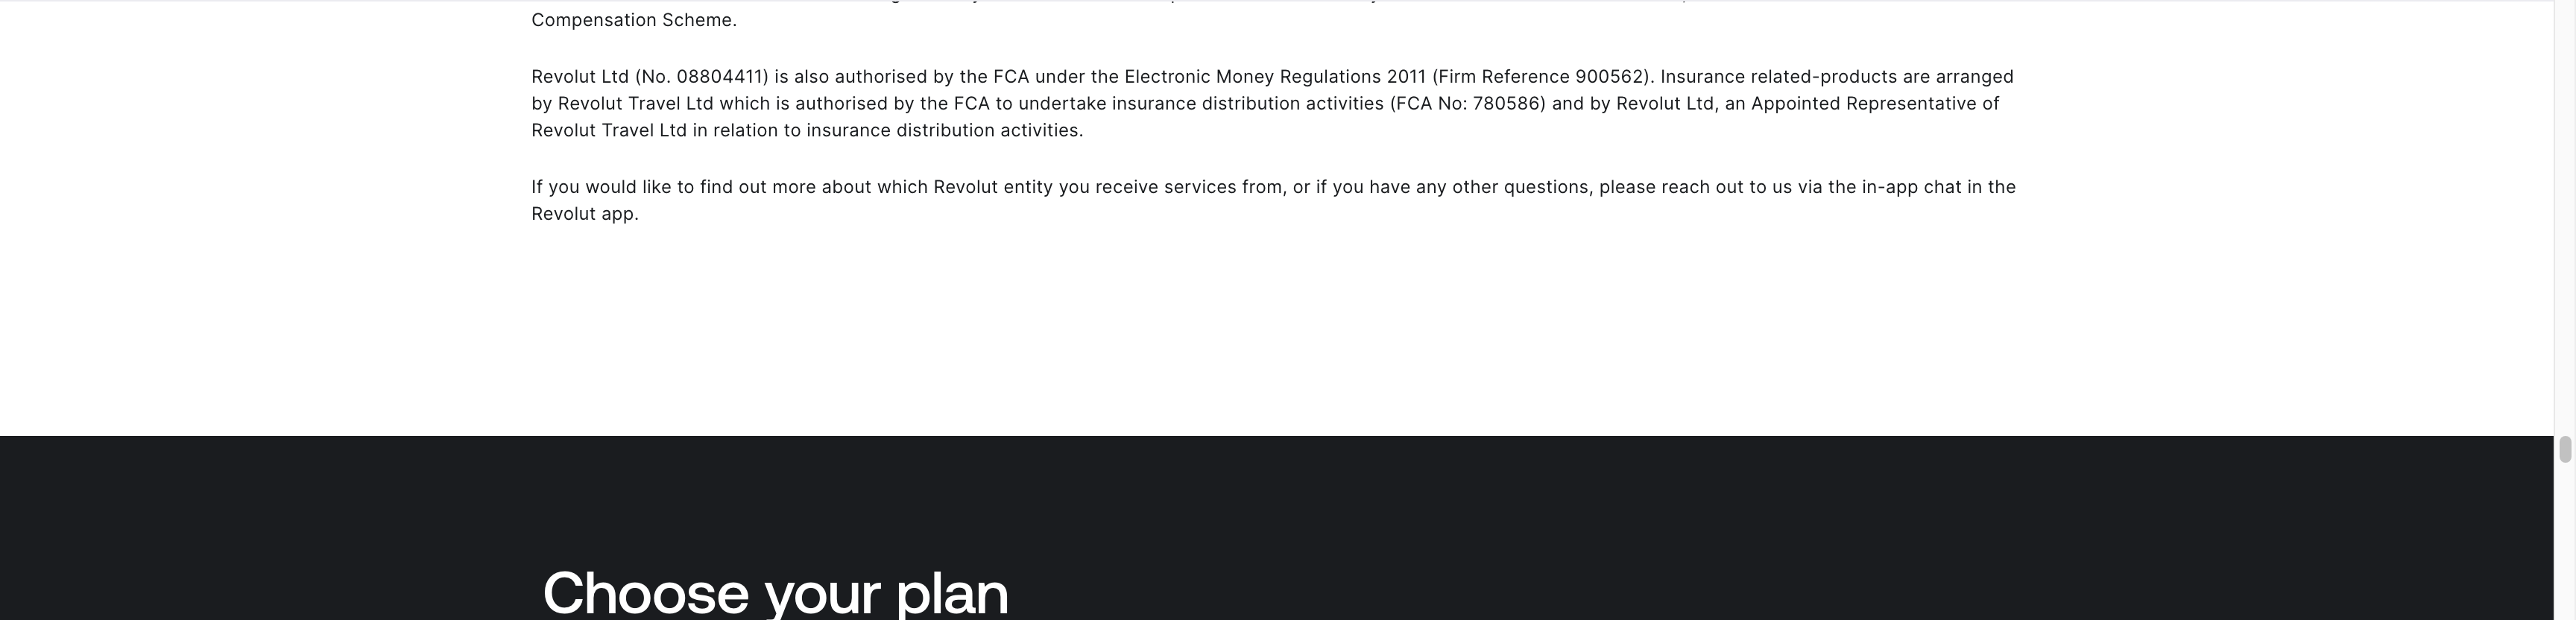 Compensation Scheme.
Revolut Ltd (No. 08804411) is also authorised by the FCA under the Electronic Money Regulations 2011 (Firm Reference 900562). Insurance related-products are arranged
by Revolut Travel Ltd which is authorised by the FCA to undertake insurance distribution activities (FCA No: 780586) and by Revolut Ltd, an Appointed Representative of
Revolut Travel Ltd in relation to insurance distribution activities.
If you would like to find out more about which Revolut entity you receive services from, or if you have any other questions, please reach out to us via the in-app chat in the
Revolut app.
Choose your plan